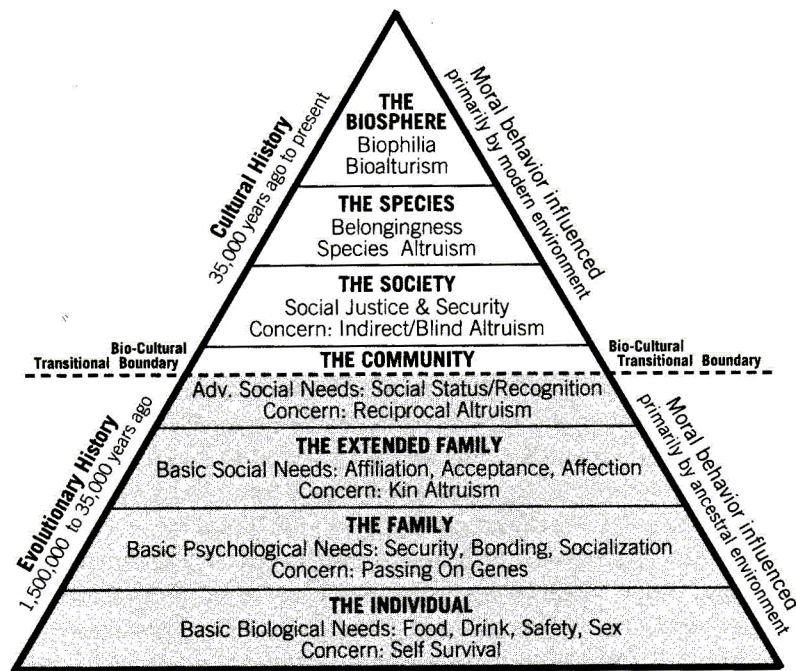 THE
BIOSPHERE
Biophilia
Bioalturism
THE SPECIES
Belongingness
Species Altruism
THE SOCIETY
Social Justice & Security
Concern: Indirect/Blind Altruism
THE COMMUNITY
Adv. Social Needs: Social Status/Recognition
Concern: Reciprocal Altruism
THE EXTENDED FAMILY
Basic Social Needs: Affiliation, Acceptance, Affection
Concern: Kin Altruism
THE FAMILY
Basic Psychological Needs: Security, Bonding, Socialization
Concern: Passing On Genes
THE INDIVIDUAL
Basic Biological Needs: Food, Drink, Safety, Sex
Concern: Self Survival
Cultural History
35,000 years ago to present
Bio-Cultural
Transitional Boundary
Evolutionary History
1,500,000 to 35,000 years ago
Moral behavior influenced
primarily by modern environment
Bio-Cultural
Transitional Boundary
Moral behavior influenced
primarily by ancestral environment